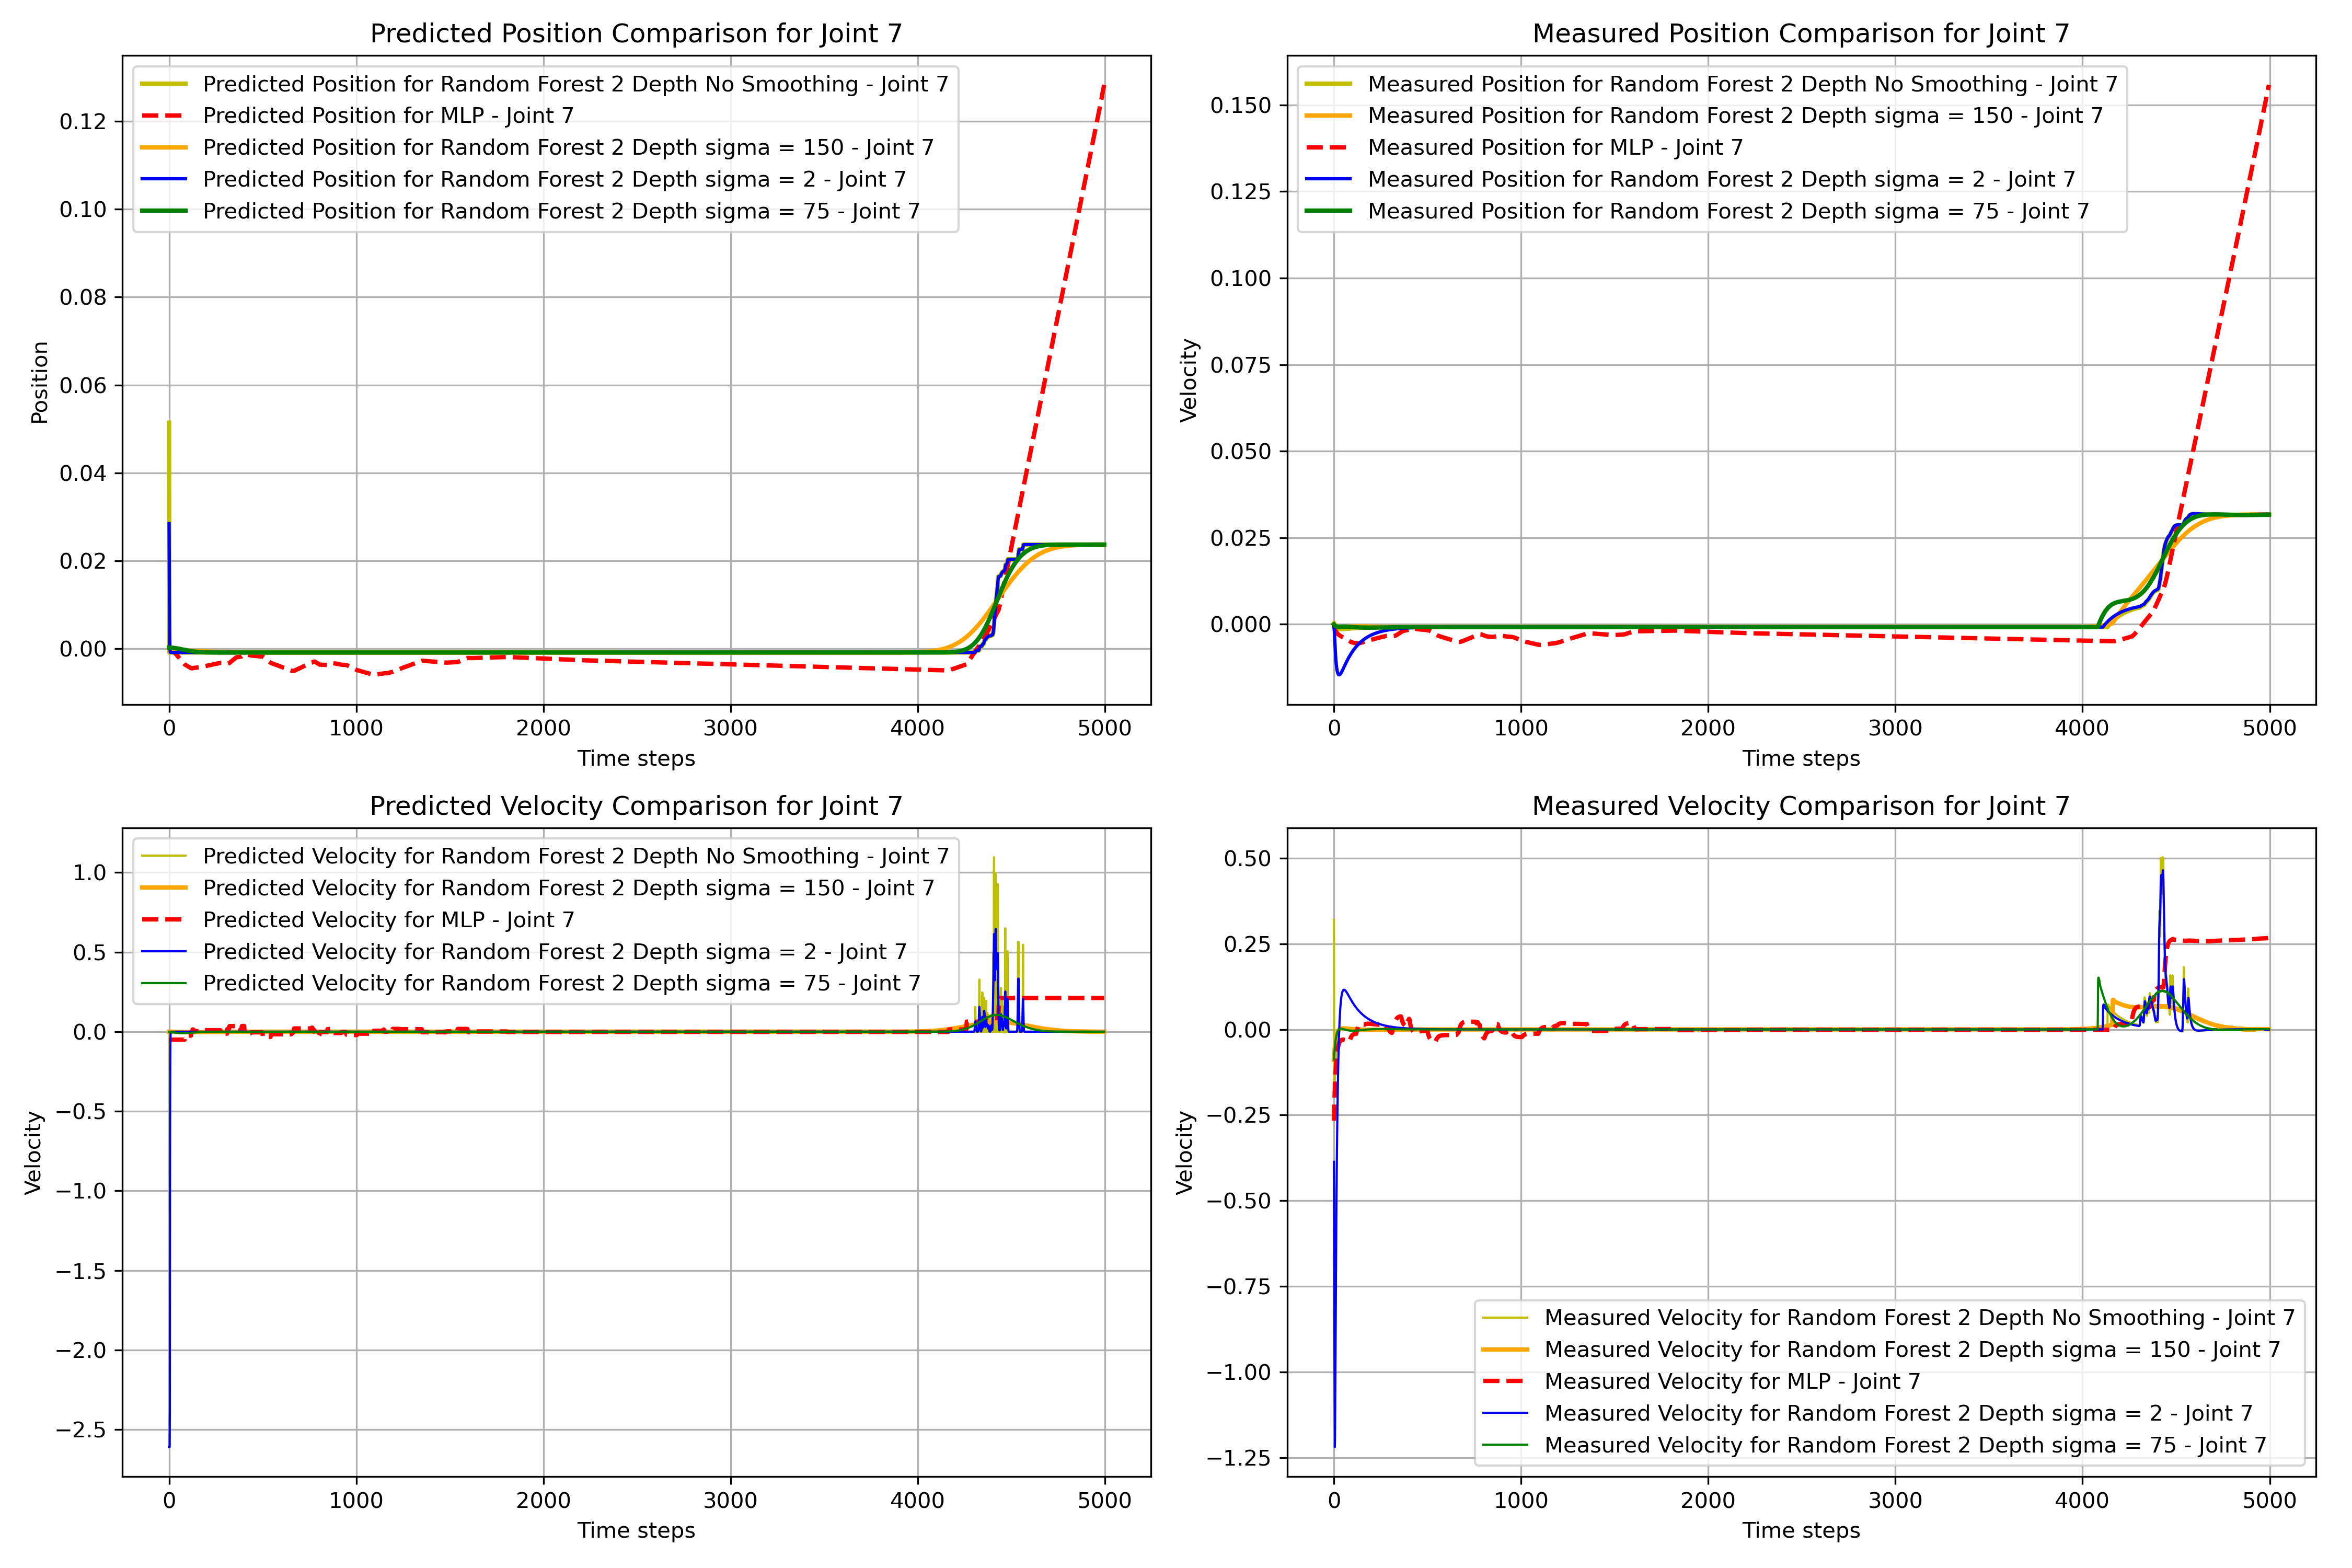 Predicted Position Comparison for Joint 7
Predicted Position for Random Forest 2 Depth No Smoothing - Joint 7
Predicted Position for MLP - Joint 7
Predicted Position for Random Forest 2 Depth sigma = 150 - Joint 7
Predicted Position for Random Forest 2 Depth sigma = 2 - Joint 7
Predicted Position for Random Forest 2 Depth sigma = 75 - Joint 7
0.12
0.10
0.08
0.06
0.04
0.02
0.00
Position
0 1000 2000 3000 4000 5000
Time steps
Measured Position Comparison for Joint 7
Measured Position for Random Forest 2 Depth No Smoothing - Joint 7
Measured Position for Random Forest 2 Depth sigma = 150 - Joint 7
Measured Position for MLP - Joint 7
Measured Position for Random Forest 2 Depth sigma = 2 - Joint 7
Measured Position for Random Forest 2 Depth sigma = 75 - Joint 7
0.150
0.125
0.100
0.075
0.050
0.025
0.000
Velocity
0 1000 2000 3000 4000 5000
Time steps
Predicted Velocity Comparison for Joint 7
Predicted Velocity for Random Forest 2 Depth No Smoothing - Joint 7
Predicted Velocity for Random Forest 2 Depth sigma = 150 - Joint 7
Predicted Velocity for MLP - Joint 7
Predicted Velocity for Random Forest 2 Depth sigma = 2 - Joint 7
Predicted Velocity for Random Forest 2 Depth sigma = 75 - Joint 7
1.0
0.5
0.0
−0.5
−1.0
−1.5
−2.0
−2.5
Velocity
0 1000 2000 3000 4000 5000
Time steps
Measured Velocity Comparison for Joint 7
0.50
0.25
0.00
−0.25
−0.50
−0.75
−1.00
−1.25
Velocity
Measured Velocity for Random Forest 2 Depth No Smoothing - Joint 7
Measured Velocity for Random Forest 2 Depth sigma = 150 - Joint 7
Measured Velocity for MLP - Joint 7
Measured Velocity for Random Forest 2 Depth sigma = 2 - Joint 7
Measured Velocity for Random Forest 2 Depth sigma = 75 - Joint 7
0 1000 2000 3000 4000 5000
Time steps